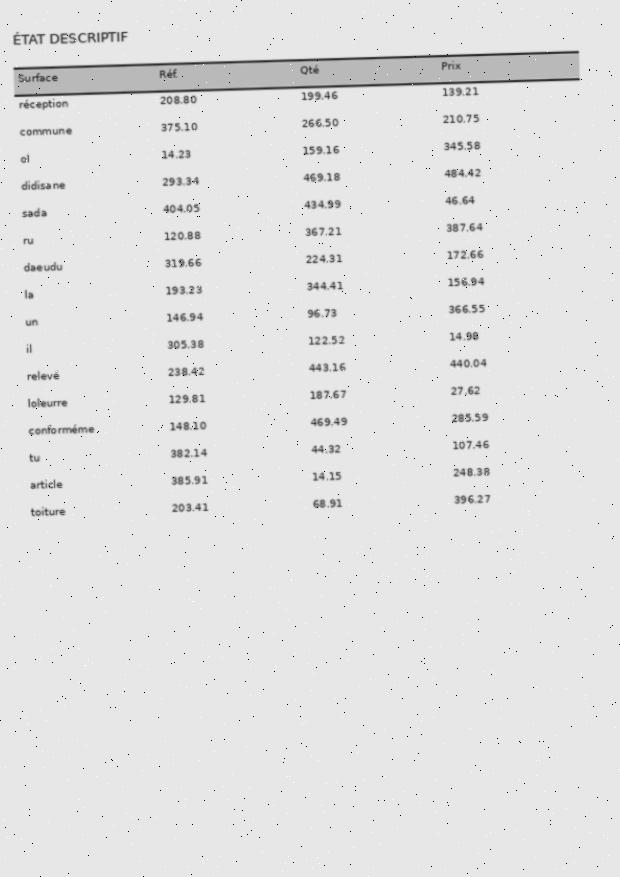 ÉTAT DESCRIPTIF
Surface Réf. Qté Prix
réception 208.80 199.46 139.21
commune 375.10 266.50 210.75
ol 14.23 159.16 345.58
didisane 293.34 469.18 484.42
sada 404.05 434.99 46.64
ru 120.88 367.21 387.64
daeudu 319.66 224.31 172.66
la 193.23 344.41 156.94
un 146.94 96.73 366.55
il 305.38 122.52 14.98
relevé 238.42 443.16 440.04
loleurre 129.81 187.67 27.62
conforméme 148.10 469.49 285.59
tu 382.14 44.32 107.46
article 385.91 14.15 248.38
toiture 203.41 68.91 396.27